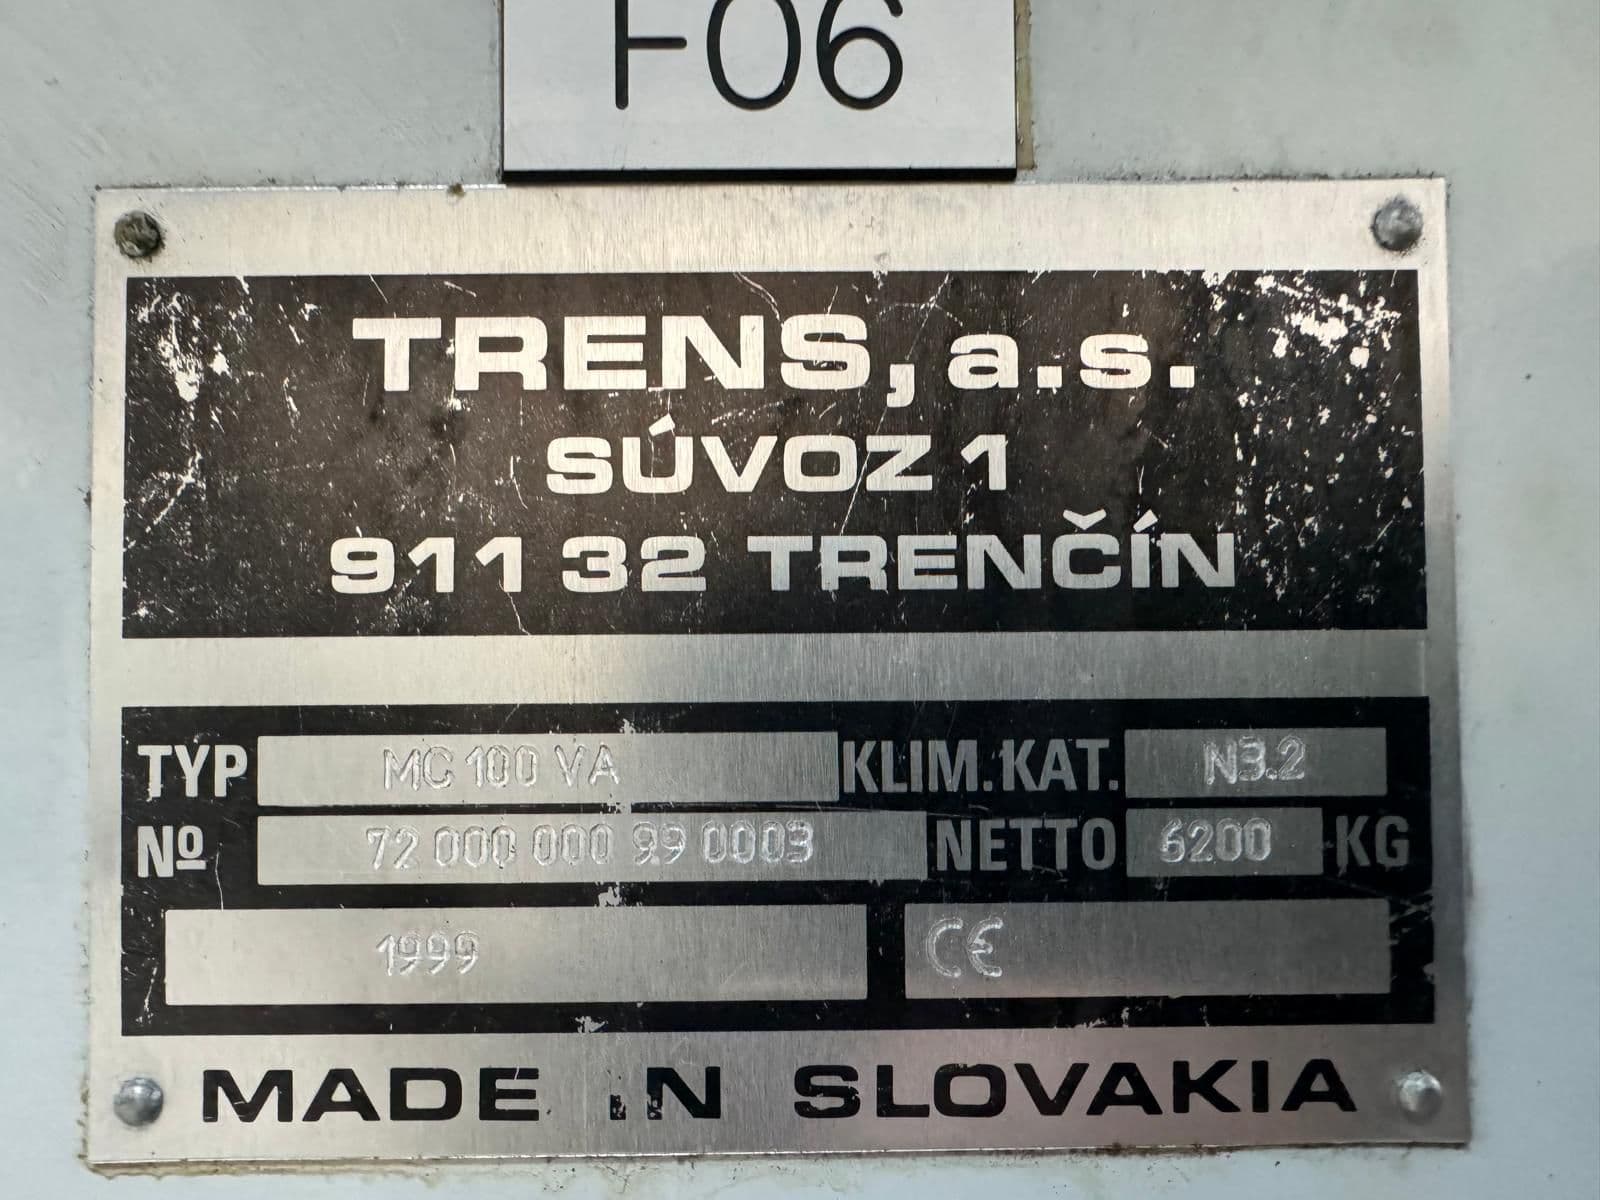 F06
TRENS, a.s.
SÚVOZ 1
911 32 TRENČÍN
TYP MC 100 VA KLIM. KAT. N3.2
Nº 72 000 000 99 0003 NETTO 6200 KG
1999 CE
MADE IN SLOVAKIA